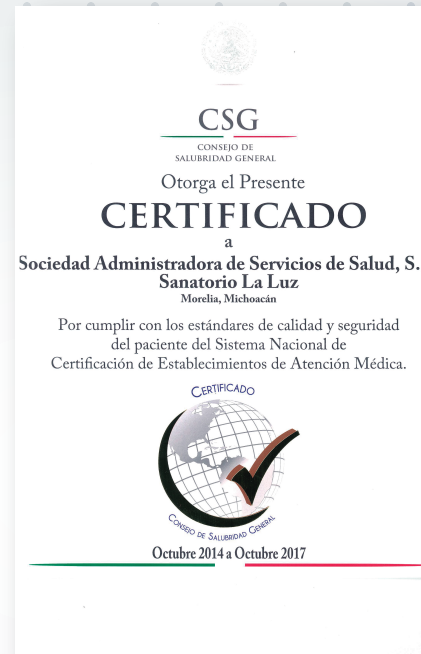 CSG
CONSEJO DE
SALUBRIDAD GENERAL
Otorga el Presente
CERTIFICADO
a
Sociedad Administradora de Servicios de Salud, S.
Sanatorio La Luz
Morelia, Michoacán
Por cumplir con los estándares de calidad y seguridad
del paciente del Sistema Nacional de
Certificación de Establecimientos de Atención Médica.
CERTIFICADO
CONSEJO DE SALUBRIDAD GENERAL
Octubre 2014 a Octubre 2017